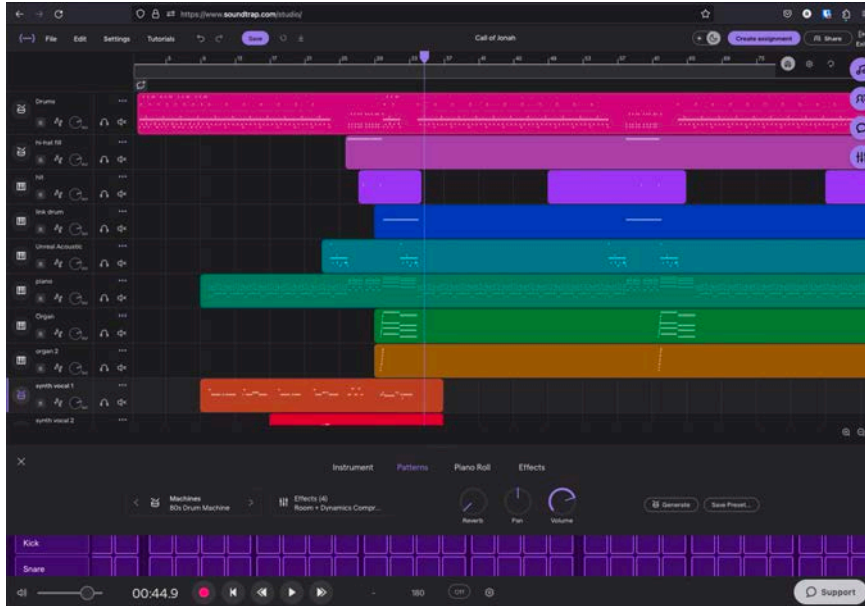 https://www.soundtrap.com/studio/
File Edit Settings Tutorials Save Call of Jonah Create assignment Share
Drums
hi-hat fill
hit
link drum
Unreal Acoustic
piano
Organ
organ 2
synth vocal 1
synth vocal 2
Instrument Patterns Piano Roll Effects
Machines
80s Drum Machine
Effects (4)
Room + Dynamics Compr...
Reverb Pan Volume
Generate Save Preset...
Kick
Snare
00:44.9 - 180 Off
Support